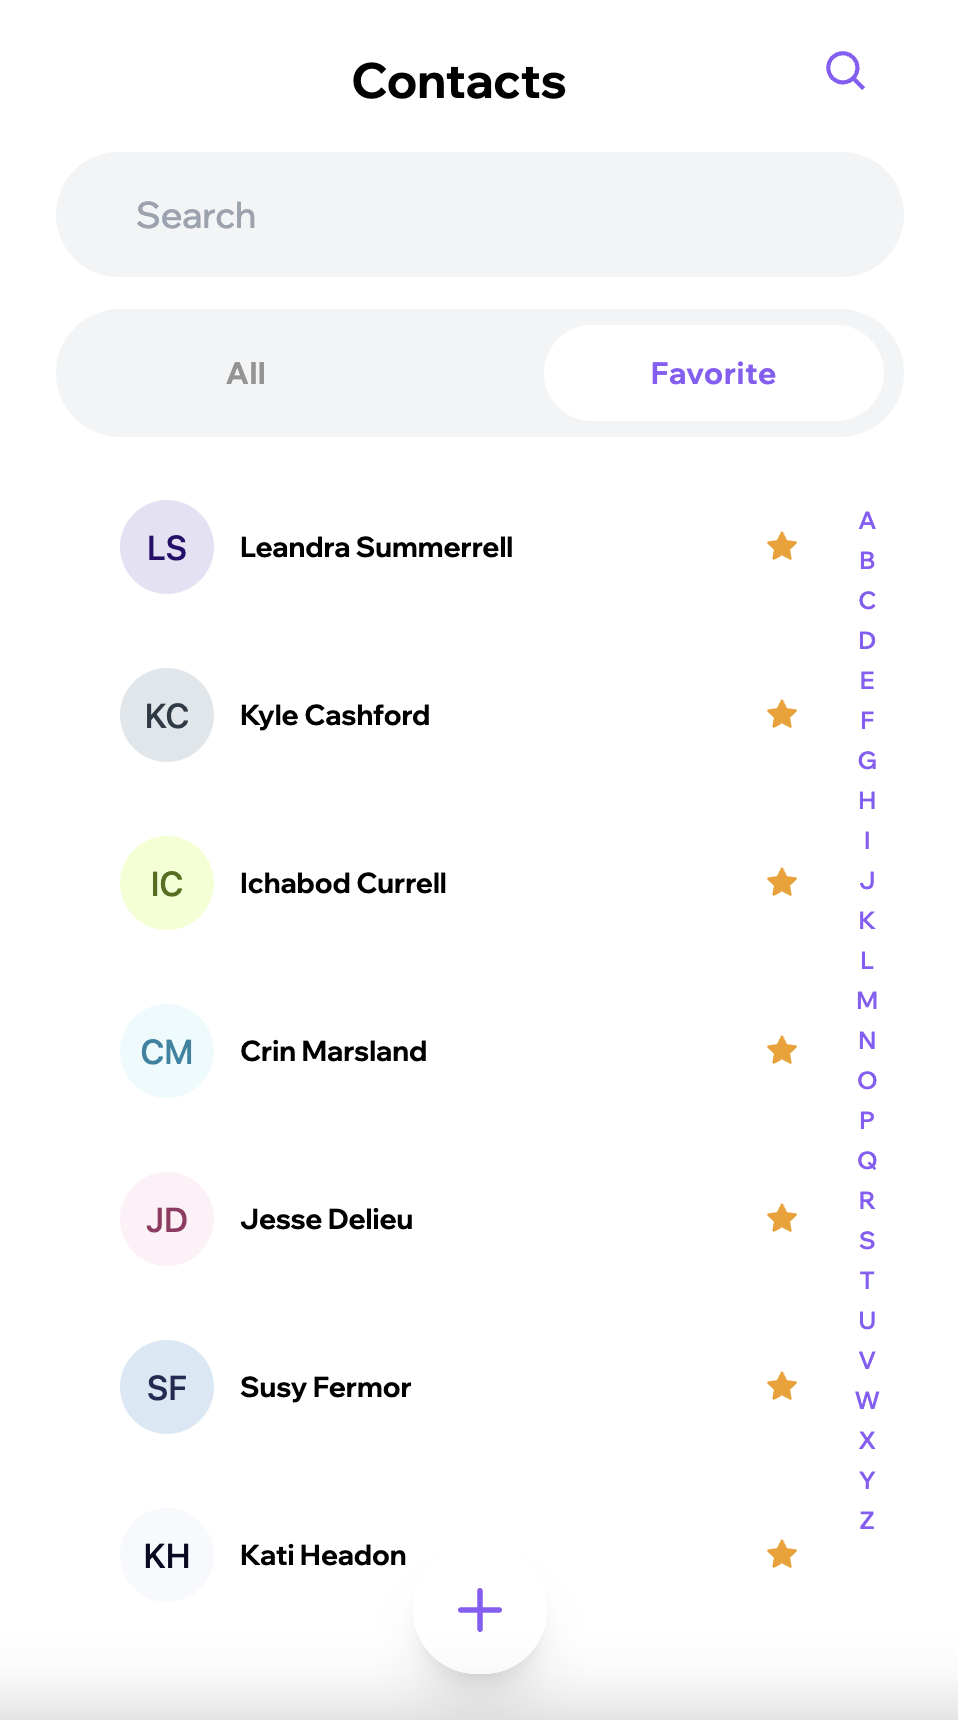 Contacts
Search
All
Favorite
LS
Leandra Summerrell
KC
Kyle Cashford
IC
Ichabod Currell
CM
Crin Marsland
JD
Jesse Delieu
SF
Susy Fermor
KH
Kati Headon
A
B
C
D
E
F
G
H
I
J
K
L
M
N
O
P
Q
R
S
T
U
V
W
X
Y
Z